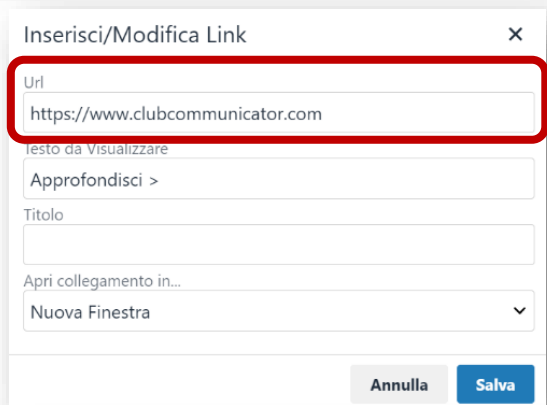 Inserisci/Modifica Link
Url
https://www.clubcommunicator.com
Testo da Visualizzare
Approfondisci >
Titolo
Apri collegamento in...
Nuova Finestra
Annulla Salva